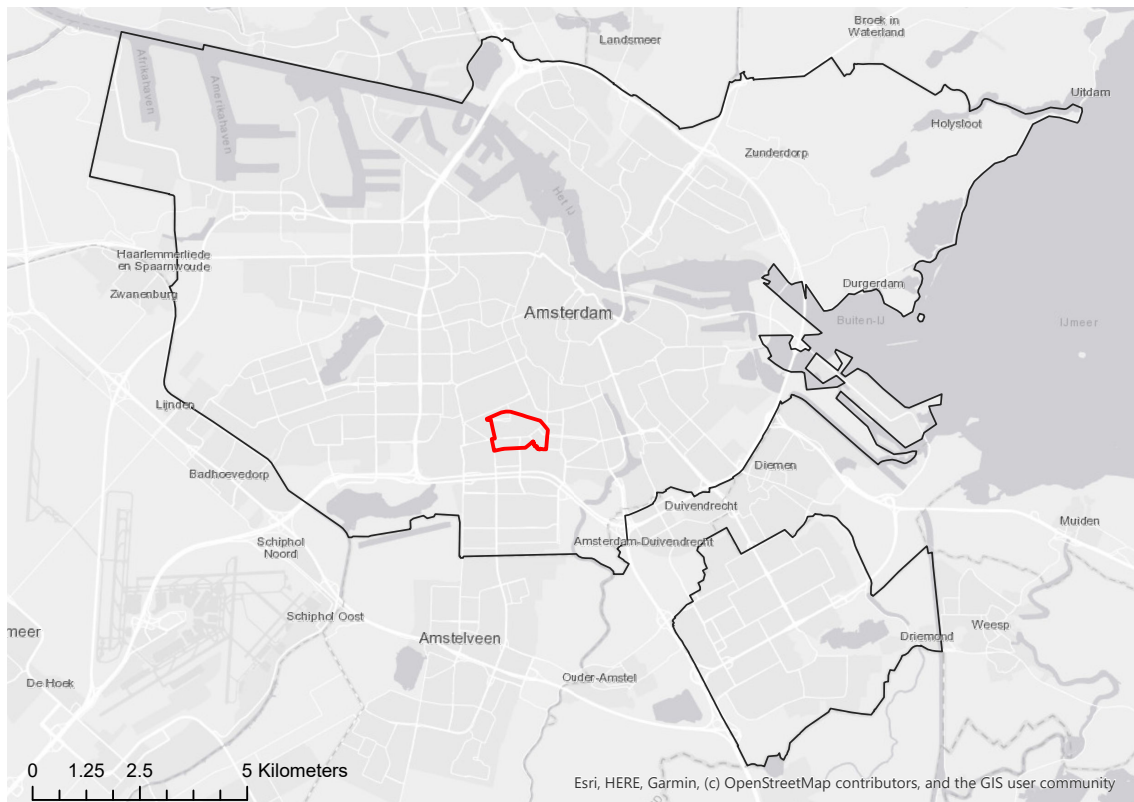 Broek in
Waterland
Landsmeer
Afrikahaven
Amerikahaven
Uitdam
Holysloot
Zunderdorp
Het IJ
Haarlemmerliede
en Spaarnwoude
Zwanenburg
Durgerdam
Amsterdam
Buiten-IJ
IJmeer
Lijnden
Badhoevedorp
Diemen
Duivendrecht
Muiden
Schiphol
Noord
Amsterdam-Duivendrecht
Schiphol Oost
meer
Amstelveen
Weesp
Driemond
De Hoek
Ouder-Amstel
0 1.25 2.5 5 Kilometers
Esri, HERE, Garmin, (c) OpenStreetMap contributors, and the GIS user community